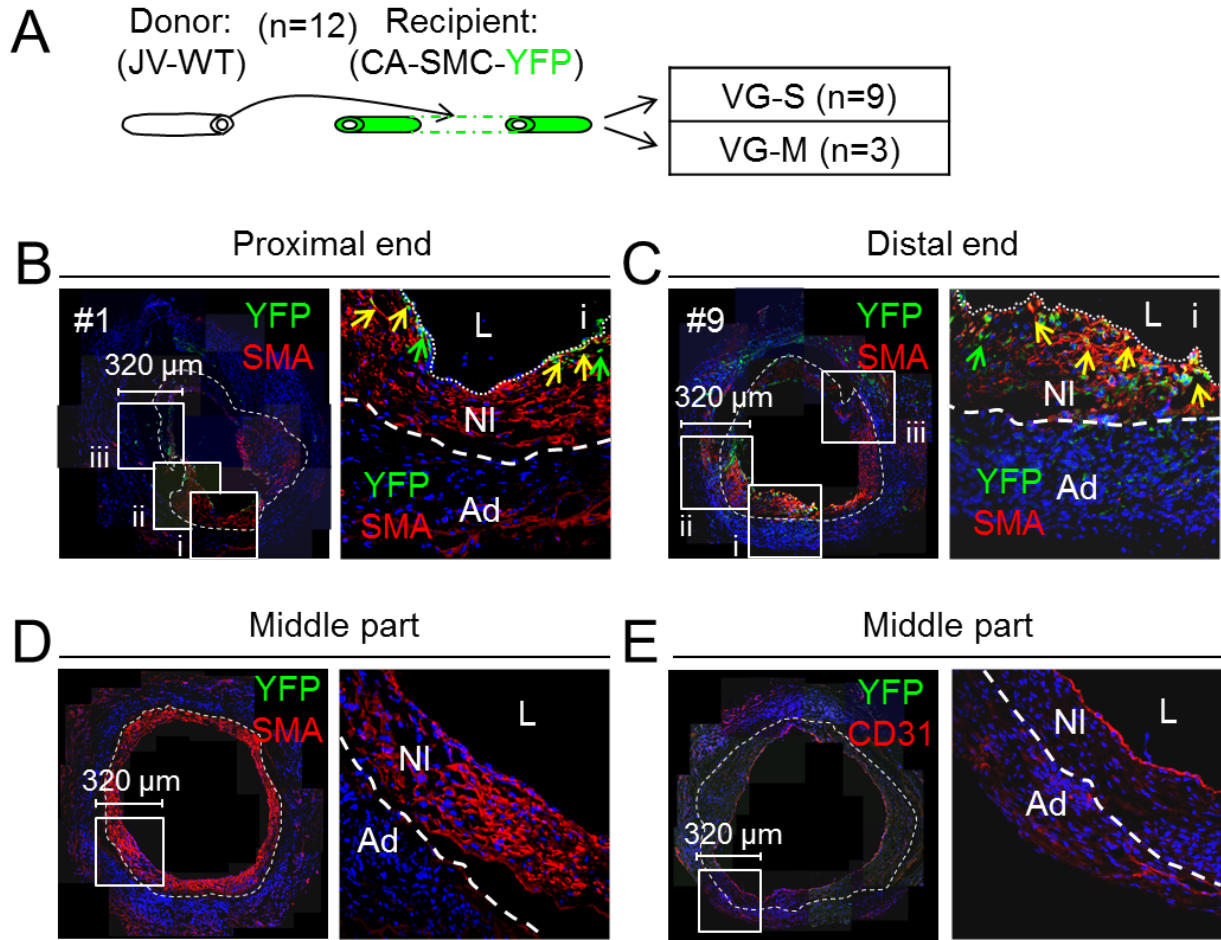 A
Donor: (n=12) Recipient:
(JV-WT) (CA-SMC-YFP)
VG-S (n=9)
VG-M (n=3)
B
Proximal end
#1
YFP
SMA
320 µm
iii
ii
i
L
i
NI
YFP
SMA
Ad
C
Distal end
#9
YFP
SMA
320 µm
iii
ii
i
L
i
NI
YFP
SMA
Ad
D
Middle part
YFP
SMA
320 µm
L
NI
Ad
E
Middle part
YFP
CD31
320 µm
NI
L
Ad